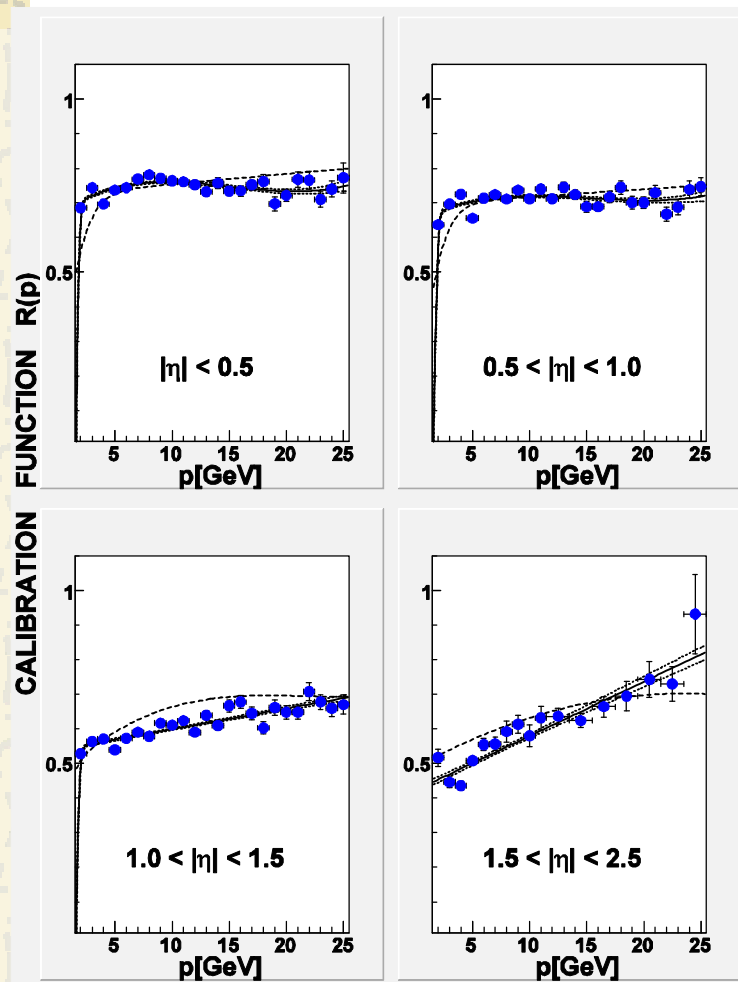 CALIBRATION FUNCTION R(p)
1
0.5
|η| < 0.5
5 10 15 20 25
p[GeV]
1
0.5
0.5 < |η| < 1.0
5 10 15 20 25
p[GeV]
1
0.5
1.0 < |η| < 1.5
5 10 15 20 25
p[GeV]
1
0.5
1.5 < |η| < 2.5
5 10 15 20 25
p[GeV]